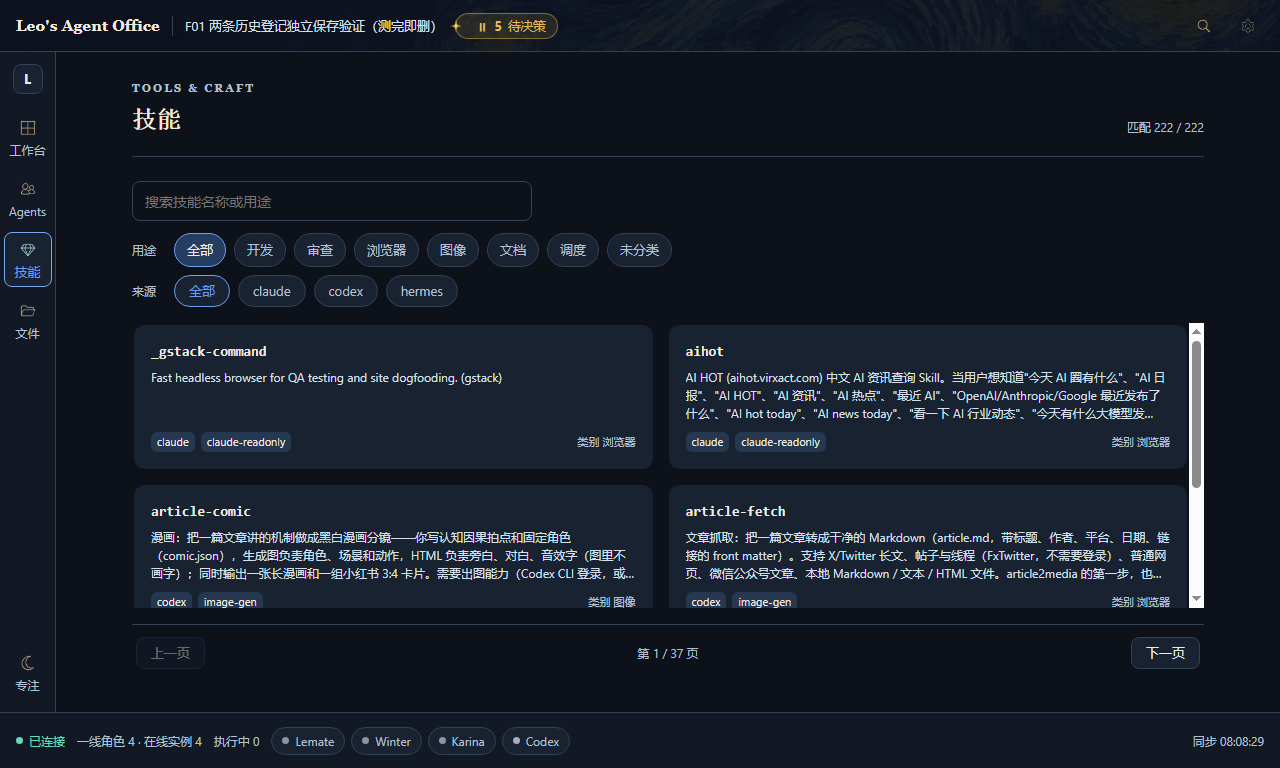 Leo's Agent Office
F01 两条历史登记独立保存验证（测完即删）
5 待决策
L
工作台
Agents
技能
文件
专注
TOOLS & CRAFT
技能
匹配 222 / 222
搜索技能名称或用途
用途 全部 开发 审查 浏览器 图像 文档 调度 未分类
来源 全部 claude codex hermes
_gstack-command
Fast headless browser for QA testing and site dogfooding. (gstack)
claude claude-readonly 类别 浏览器
aihot
AI HOT (aihot.virxact.com) 中文 AI 资讯查询 Skill。当用户想知道"今天 AI 圈有什么"、"AI 日
报"、"AI HOT"、"AI 资讯"、"AI 热点"、"最近 AI"、"OpenAI/Anthropic/Google 最近发布了
什么"、"AI hot today"、"AI news today"、"看一下 AI 行业动态"、"今天有什么大模型发...
claude claude-readonly 类别 浏览器
article-comic
漫画：把一篇文章讲的机制做成黑白漫画分镜——你写认知因果拍点和固定角色
（comic.json），生成图负责角色、场景和动作，HTML 负责旁白、对白、音效字（图里不
画字）；同时输出一张长漫画和一组小红书 3:4 卡片。需要出图能力（Codex CLI 登录，或...
codex image-gen 类别 图像
article-fetch
文章抓取：把一篇文章转成干净的 Markdown（article.md，带标题、作者、平台、日期、链
接的 front matter）。支持 X/Twitter 长文、帖子与线程（FxTwitter，不需要登录）、普通网
页、微信公众号文章、本地 Markdown / 文本 / HTML 文件。article2media 的第一步，也...
codex image-gen 类别 浏览器
上一页 第 1 / 37 页 下一页
已连接 一线角色 4 · 在线实例 4 执行中 0 Lemate Winter Karina Codex 同步 08:08:29